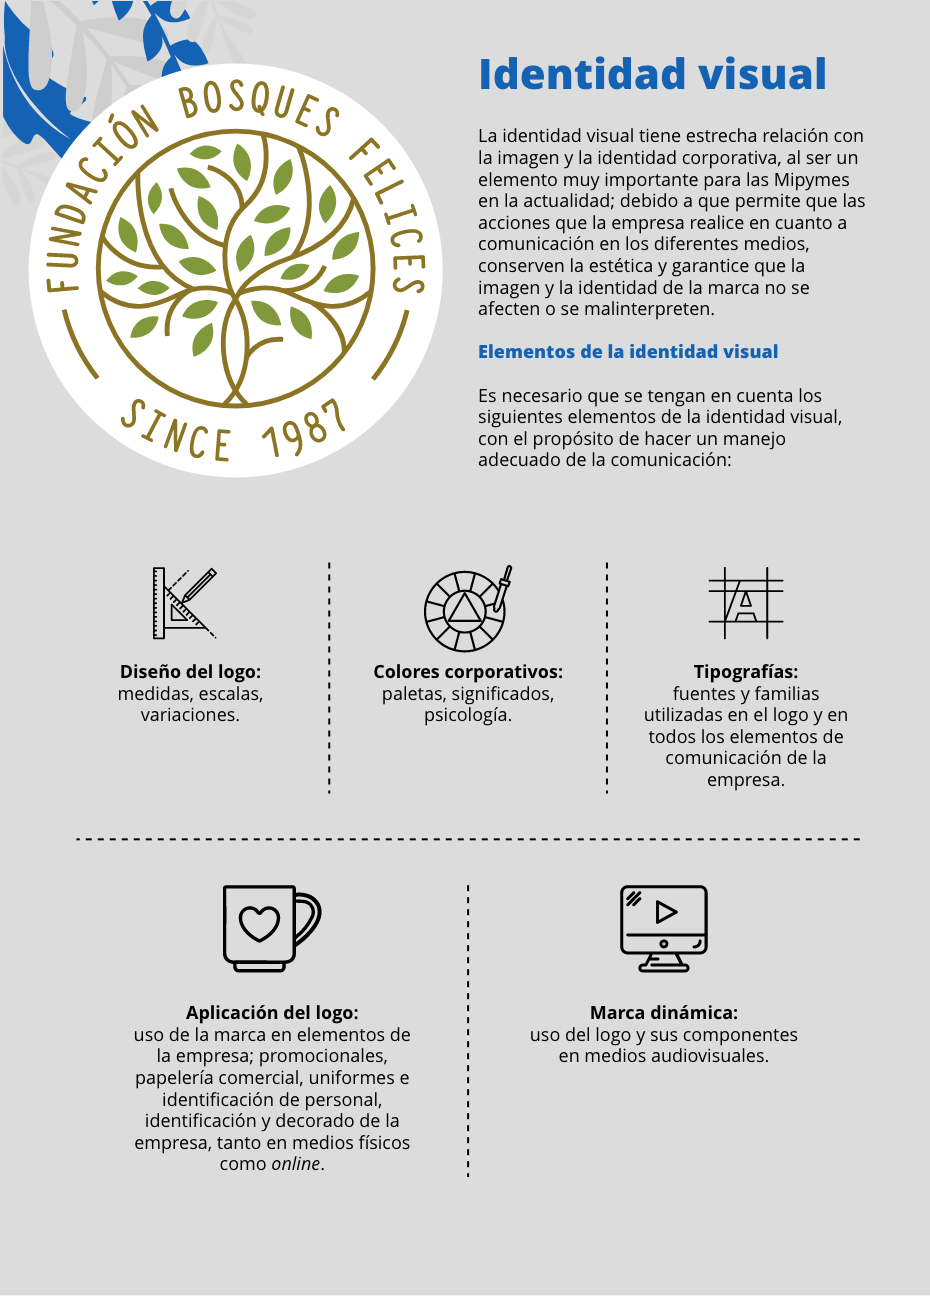 FUNDACIÓN BOSQUES FELICES
SINCE 1987
Identidad visual
La identidad visual tiene estrecha relación con
la imagen y la identidad corporativa, al ser un
elemento muy importante para las Mipymes
en la actualidad; debido a que permite que las
acciones que la empresa realice en cuanto a
comunicación en los diferentes medios,
conserven la estética y garantice que la
imagen y la identidad de la marca no se
afecten o se malinterpreten.
Elementos de la identidad visual
Es necesario que se tengan en cuenta los
siguientes elementos de la identidad visual,
con el propósito de hacer un manejo
adecuado de la comunicación:
Diseño del logo:
medidas, escalas,
variaciones.
Colores corporativos:
paletas, significados,
psicología.
A
Tipografías:
fuentes y familias
utilizadas en el logo y en
todos los elementos de
comunicación de la
empresa.
Aplicación del logo:
uso de la marca en elementos de
la empresa; promocionales,
papelería comercial, uniformes e
identificación de personal,
identificación y decorado de la
empresa, tanto en medios físicos
como online.
Marca dinámica:
uso del logo y sus componentes
en medios audiovisuales.